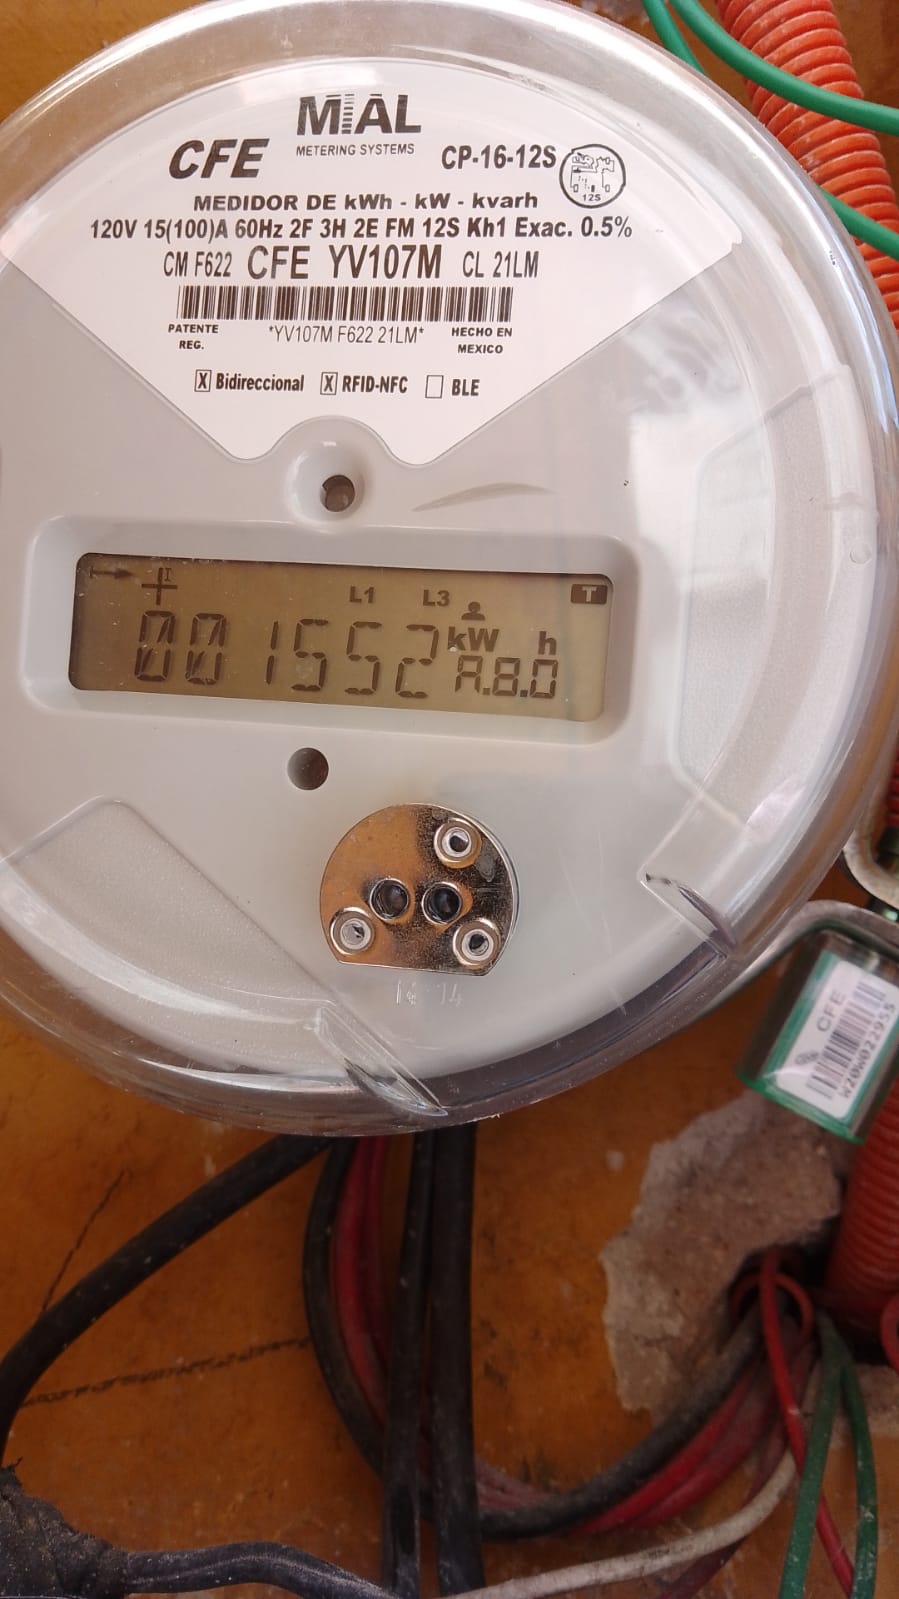 MIAL
METERING SYSTEMS
CFE
CP-16-12S
12S
MEDIDOR DE kWh - kW - kvarh
120V 15(100)A 60Hz 2F 3H 2E FM 12S Kh1 Exac. 0.5%
CM F622 CFE YV107M CL 21LM
PATENTE REG.
*YV107M F622 21LM*
HECHO EN MEXICO
X Bidireccional X RFID-NFC BLE
L1 L3 T
001552 kW h
A.8.0
14
CFE